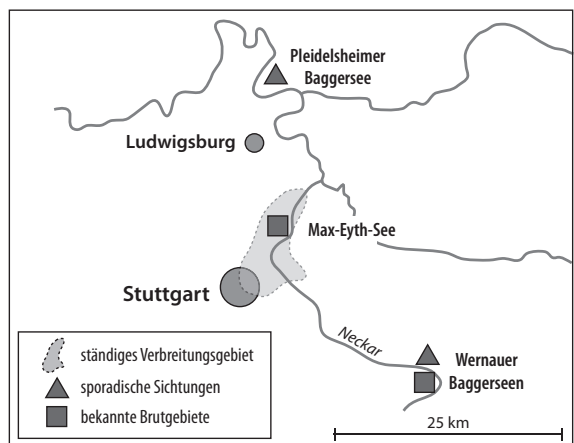 Pleidelsheimer
Baggersee
Ludwigsburg
Max-Eyth-See
Stuttgart
Neckar
Wernauer
Baggerseen
ständiges Verbreitungsgebiet
sporadische Sichtungen
bekannte Brutgebiete
25 km